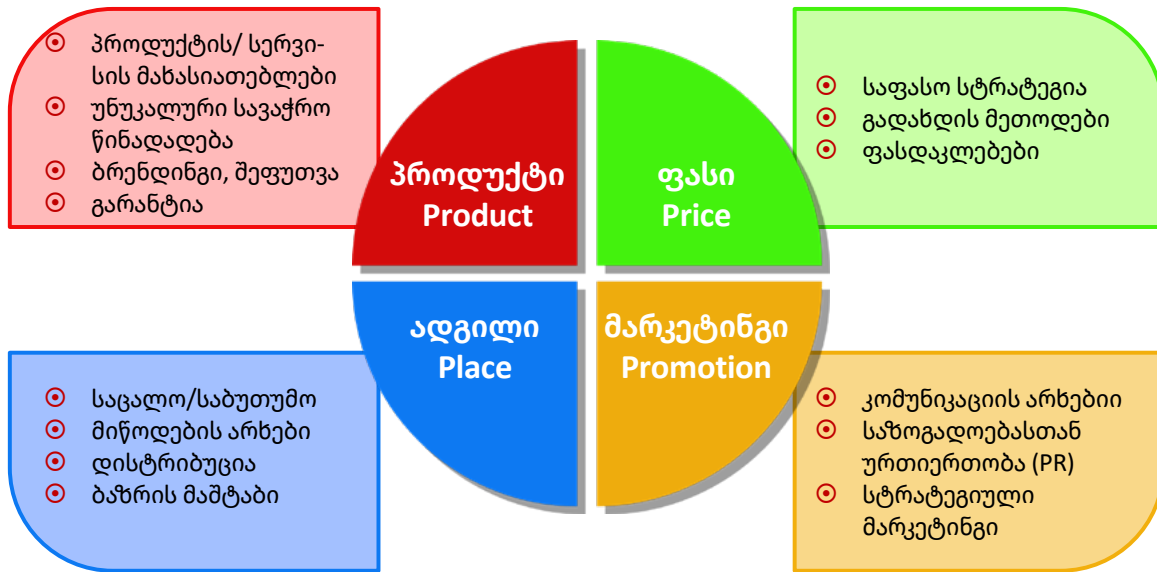 პროდუქტის/ სერვი-
სის მახასიათებლები
უნუკალური სავაჭრო
წინადადება
ბრენდინგი, შეფუთვა
გარანტია
პროდუქტი
Product
ფასი
Price
საფასო სტრატეგია
გადახდის მეთოდები
ფასდაკლებები
ადგილი
Place
მარკეტინგი
Promotion
საცალო/საბუთუმო
მიწოდების არხები
დისტრიბუცია
ბაზრის მაშტაბი
კომუნიკაციის არხებიი
საზოგადოებასთან
ურთიერთობა (PR)
სტრატეგიული
მარკეტინგი